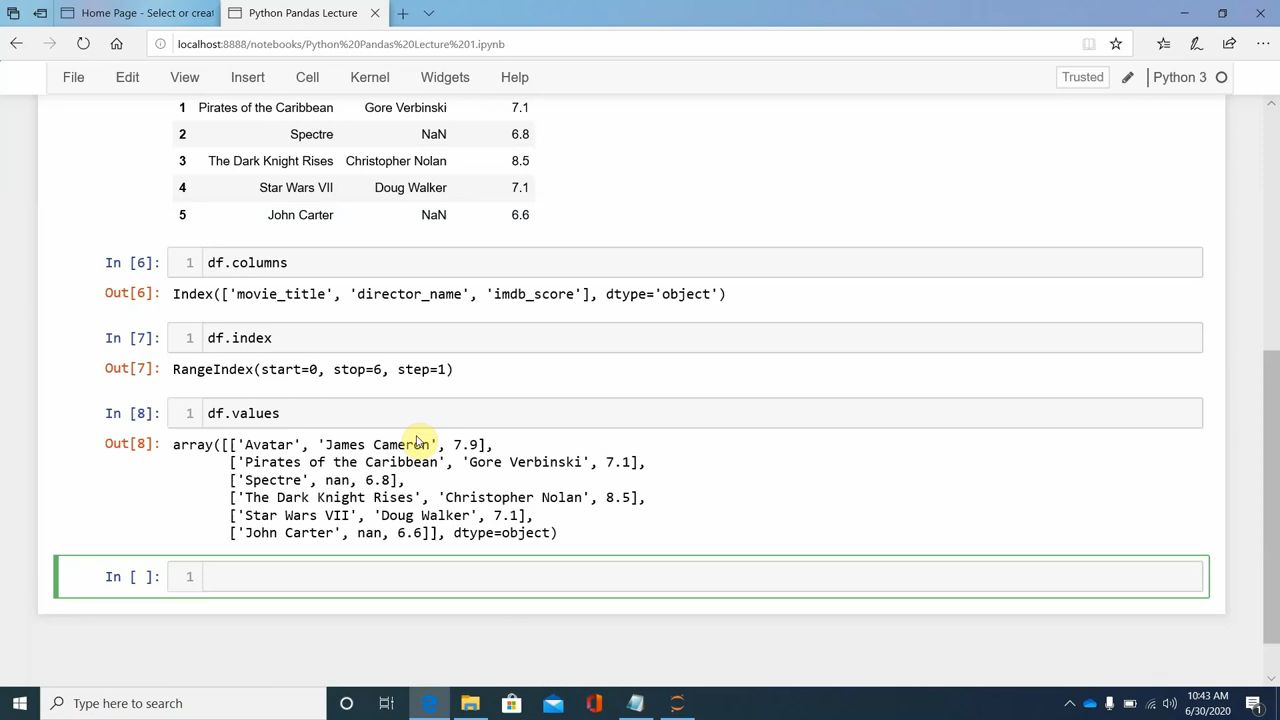 Home Page - Select or creat
Python Pandas Lecture
localhost:8888/notebooks/Python%20Pandas%20Lecture%201.ipynb
File Edit View Insert Cell Kernel Widgets Help Trusted Python 3
1 Pirates of the Caribbean Gore Verbinski 7.1
2 Spectre NaN 6.8
3 The Dark Knight Rises Christopher Nolan 8.5
4 Star Wars VII Doug Walker 7.1
5 John Carter NaN 6.6
In [6]: 1 df.columns
Out[6]: Index(['movie_title', 'director_name', 'imdb_score'], dtype='object')
In [7]: 1 df.index
Out[7]: RangeIndex(start=0, stop=6, step=1)
In [8]: 1 df.values
Out[8]: array([['Avatar', 'James Cameron', 7.9],
['Pirates of the Caribbean', 'Gore Verbinski', 7.1],
['Spectre', nan, 6.8],
['The Dark Knight Rises', 'Christopher Nolan', 8.5],
['Star Wars VII', 'Doug Walker', 7.1],
['John Carter', nan, 6.6]], dtype=object)
In [ ]: 1
Type here to search
10:43 AM
6/30/2020
1